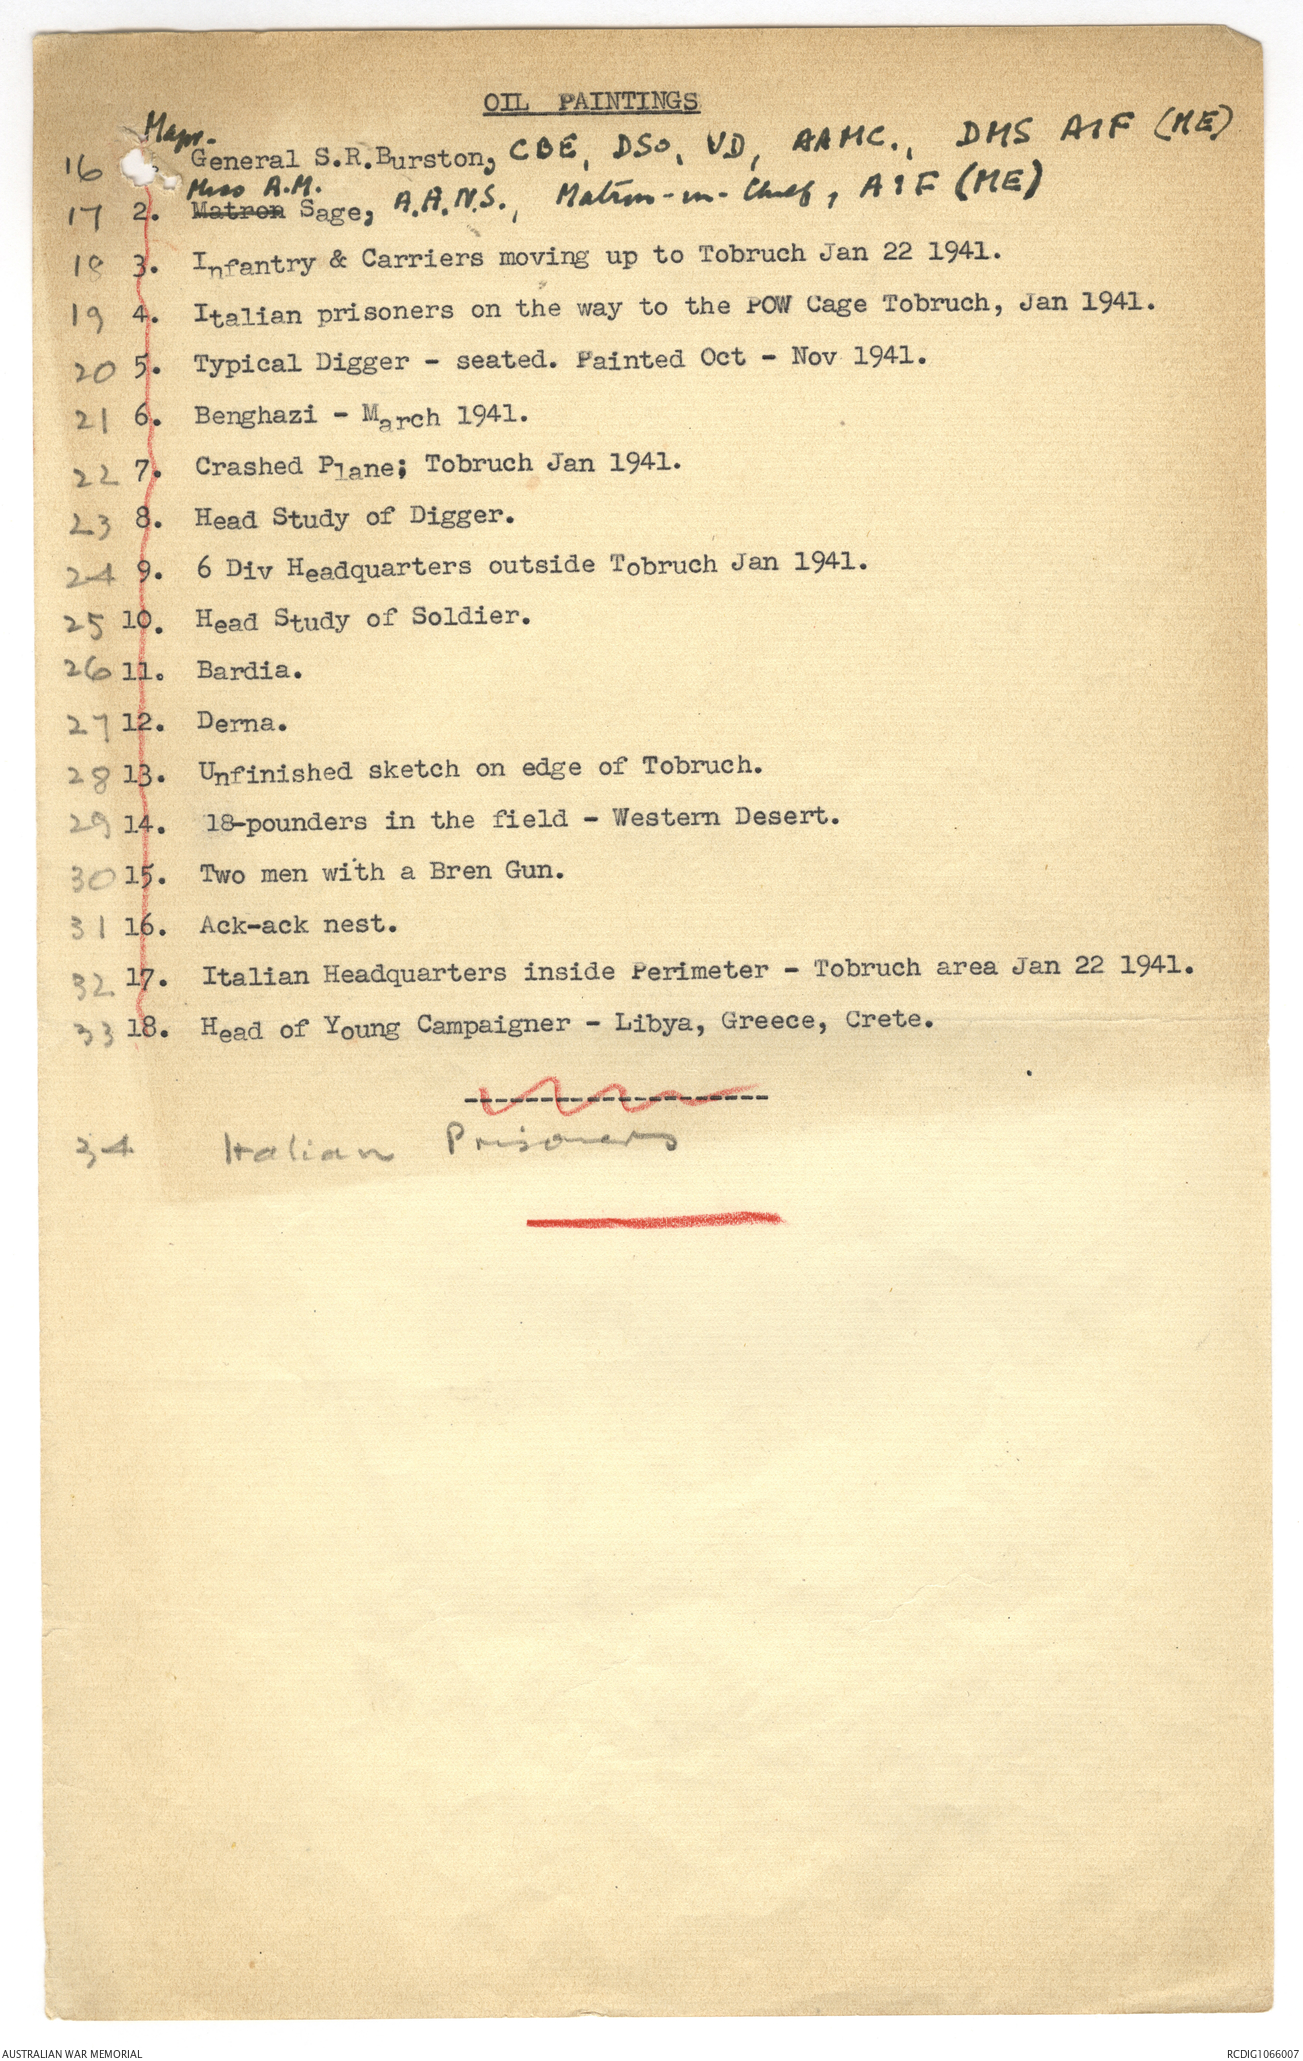 OIL PAINTINGS
Major-
16 General S.R.Burston, CBE, DSO, VD, AAMC., DMS AIF (ME)
Miss A.M.
17 2. Matron Sage, A.A.N.S., Matron-in-Chief, AIF (ME)
18 3. Infantry & Carriers moving up to Tobruch Jan 22 1941.
19 4. Italian prisoners on the way to the POW Cage Tobruch, Jan 1941.
20 5. Typical Digger - seated. Painted Oct - Nov 1941.
21 6. Benghazi - March 1941.
22 7. Crashed Plane; Tobruch Jan 1941.
23 8. Head Study of Digger.
24 9. 6 Div Headquarters outside Tobruch Jan 1941.
25 10. Head Study of Soldier.
26 11. Bardia.
27 12. Derna.
28 13. Unfinished sketch on edge of Tobruch.
29 14. 18-pounders in the field - Western Desert.
30 15. Two men with a Bren Gun.
31 16. Ack-ack nest.
32 17. Italian Headquarters inside Perimeter - Tobruch area Jan 22 1941.
33 18. Head of Young Campaigner - Libya, Greece, Crete.
--------------------
34 Italian Prisoners
AUSTRALIAN WAR MEMORIAL
RCDIG1066007